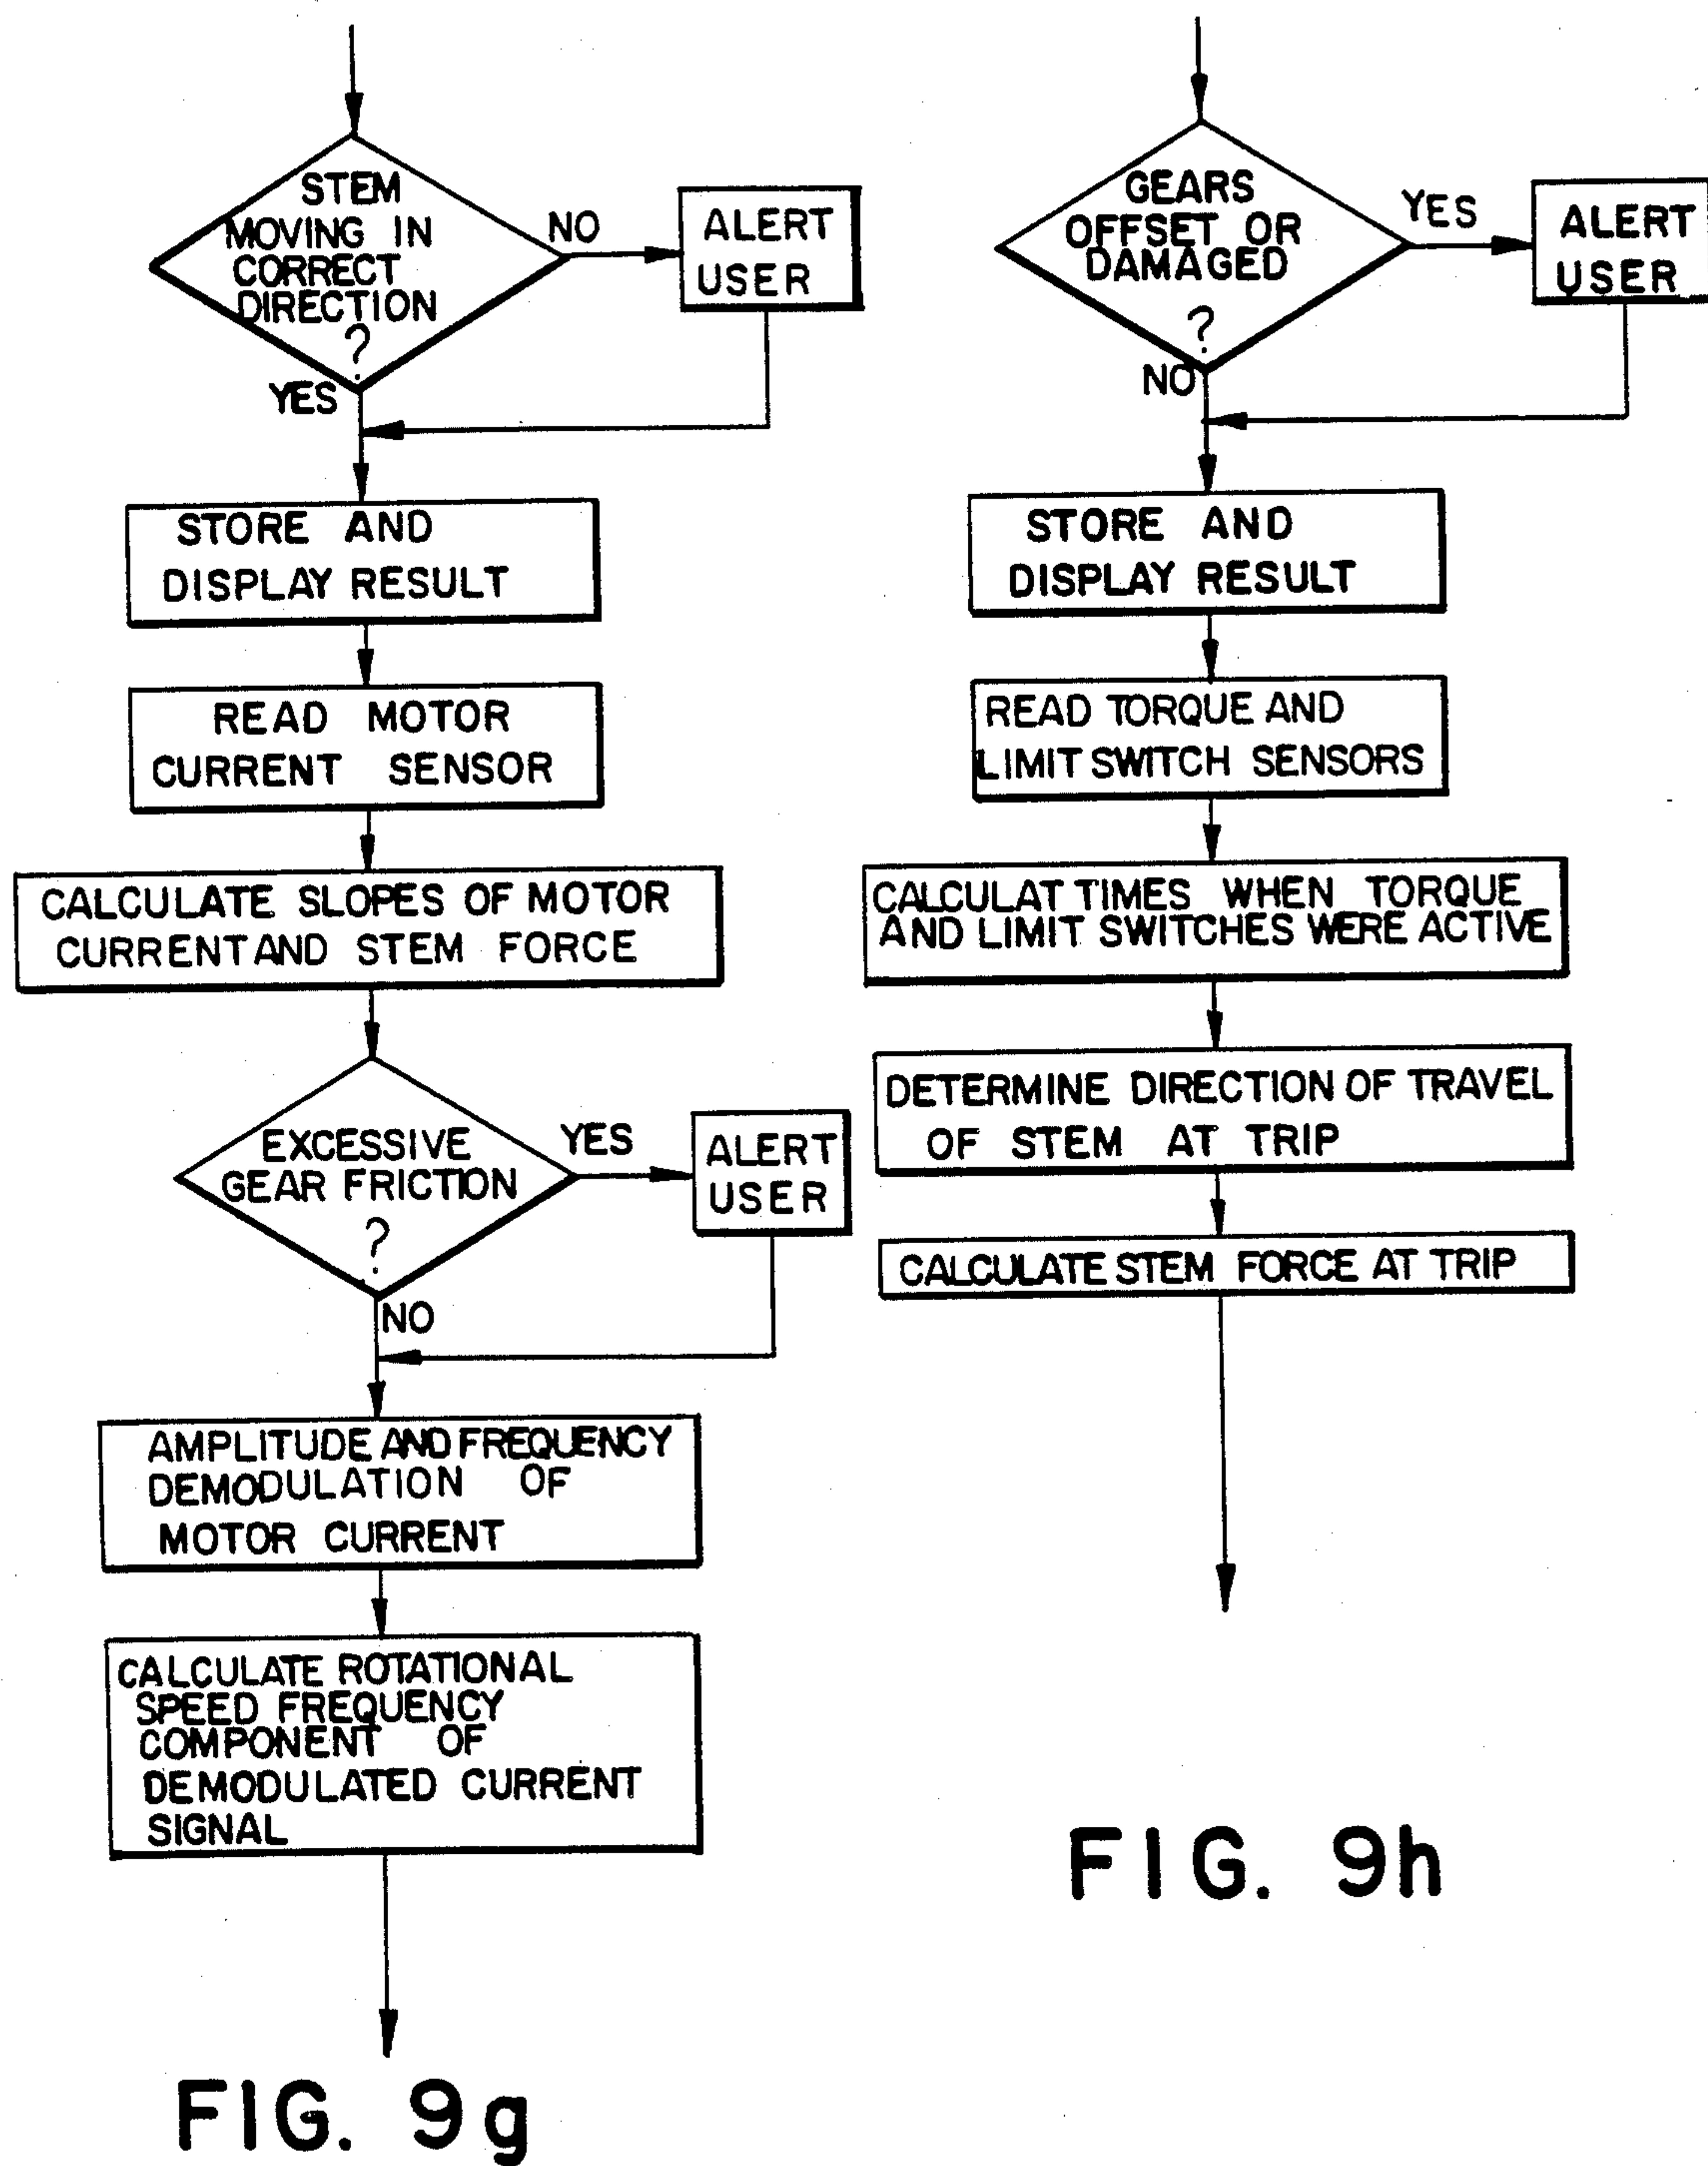 STEM
MOVING IN
CORRECT
DIRECTION
?
NO
ALERT
USER
YES
STORE AND
DISPLAY RESULT
READ MOTOR
CURRENT SENSOR
CALCULATE SLOPES OF MOTOR
CURRENT AND STEM FORCE
EXCESSIVE
GEAR FRICTION
?
YES
ALERT
USER
NO
AMPLITUDE AND FREQUENCY
DEMODULATION OF
MOTOR CURRENT
CALCULATE ROTATIONAL
SPEED FREQUENCY
COMPONENT OF
DEMODULATED CURRENT
SIGNAL
FIG. 9g
GEARS
OFFSET OR
DAMAGED
?
YES
ALERT
USER
NO
STORE AND
DISPLAY RESULT
READ TORQUE AND
LIMIT SWITCH SENSORS
CALCULAT TIMES WHEN TORQUE
AND LIMIT SWITCHES WERE ACTIVE
DETERMINE DIRECTION OF TRAVEL
OF STEM AT TRIP
CALCULATE STEM FORCE AT TRIP
FIG. 9h